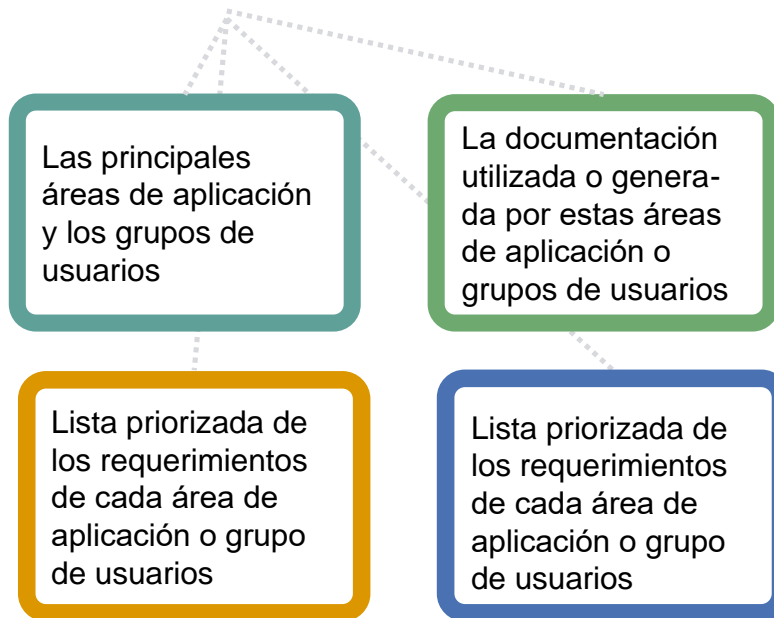 Las principales
áreas de aplicación
y los grupos de
usuarios
La documentación
utilizada o genera-
da por estas áreas
de aplicación o
grupos de usuarios
Lista priorizada de
los requerimientos
de cada área de
aplicación o grupo
de usuarios
Lista priorizada de
los requerimientos
de cada área de
aplicación o grupo
de usuarios